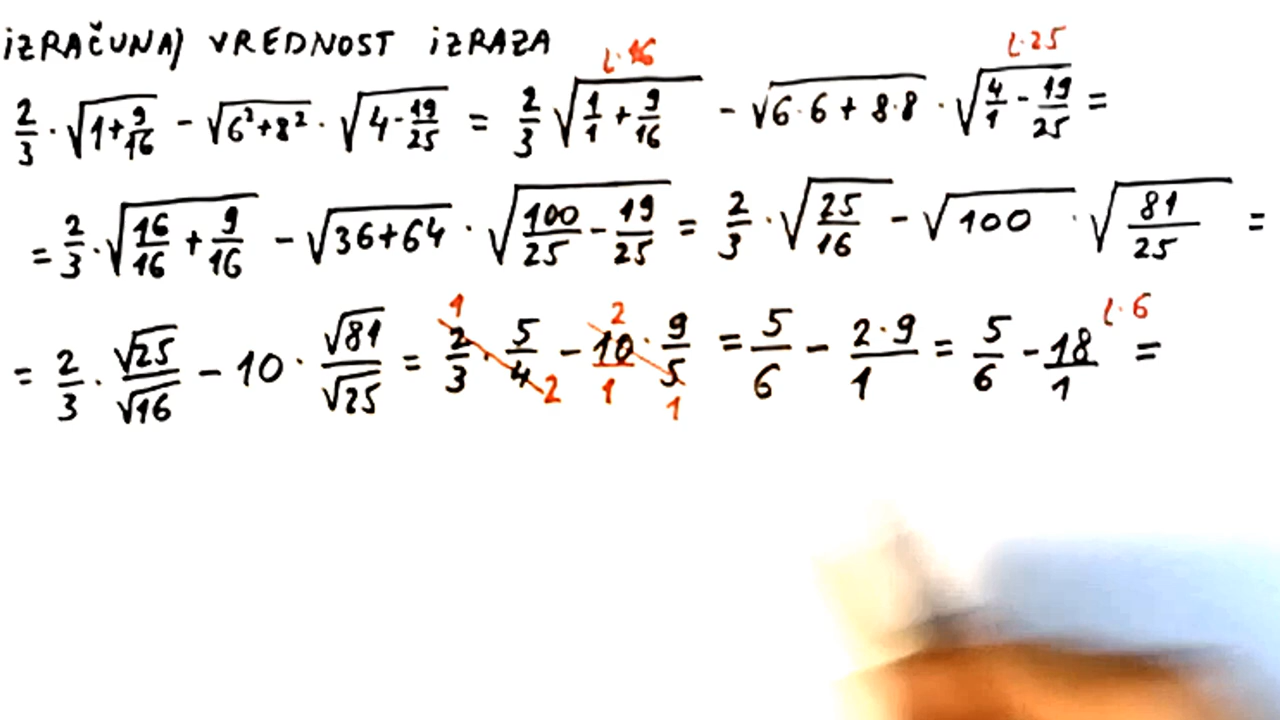 iZRAČUNAJ VREDNOST iZRAZA
2/3 · √(1+9/16) - √(6²+8²) · √(4-19/25) = 2/3 √(1/1 + 9/16) - √(6·6 + 8·8) · √(4/1 - 19/25) =
= 2/3 · √(16/16 + 9/16) - √(36+64) · √(100/25 - 19/25) = 2/3 · √(25/16) - √100 · √(81/25) =
= 2/3 · √25/√16 - 10 · √81/√25 = 2/3 · 5/4 - 10/1 · 9/5 = 5/6 - 2·9/1 = 5/6 - 18/1 =